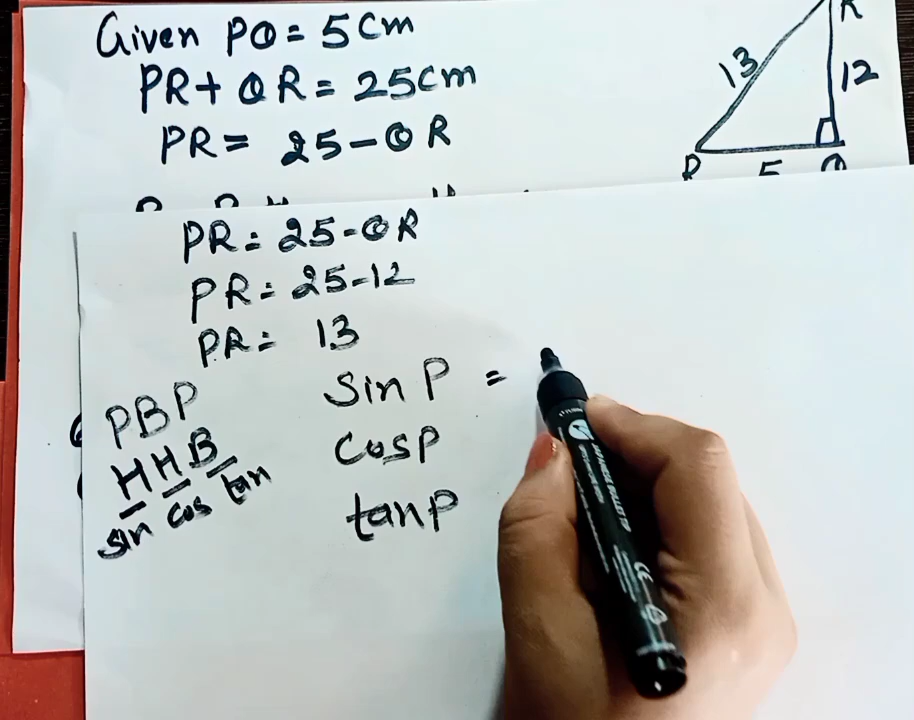 Given PQ = 5cm
PR + QR = 25cm
PR = 25 - QR
R
13
12
P 5 Q
PR = 25 - QR
PR = 25 - 12
PR = 13
PBP
HHB
sin cos tan
sin P =
cosp
tanp